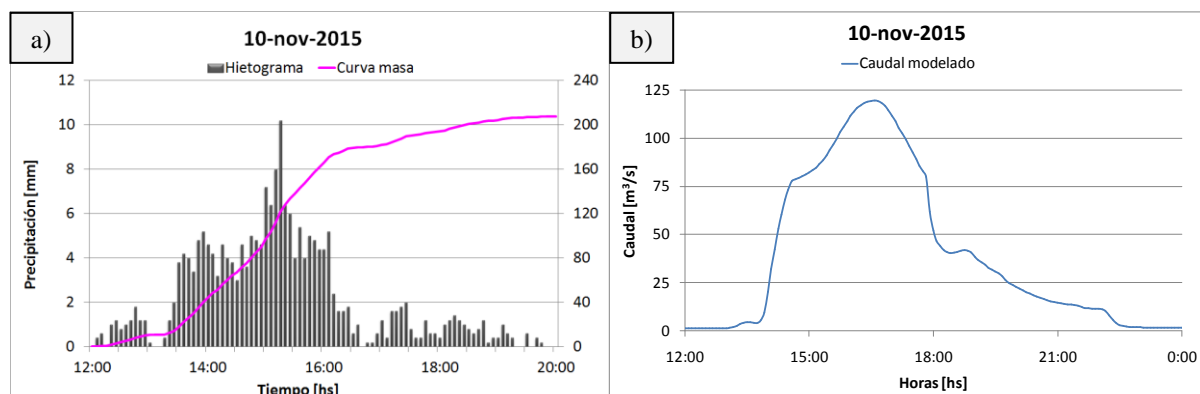 a)
10-nov-2015
Hietograma Curva masa
Precipitación [mm]
12 240
10 200
8 160
6 120
4 80
2 40
0 0
12:00 14:00 16:00 18:00 20:00
Tiempo [hs]
b)
10-nov-2015
Caudal modelado
Caudal [m³/s]
125
100
75
50
25
0
12:00 15:00 18:00 21:00 0:00
Horas [hs]